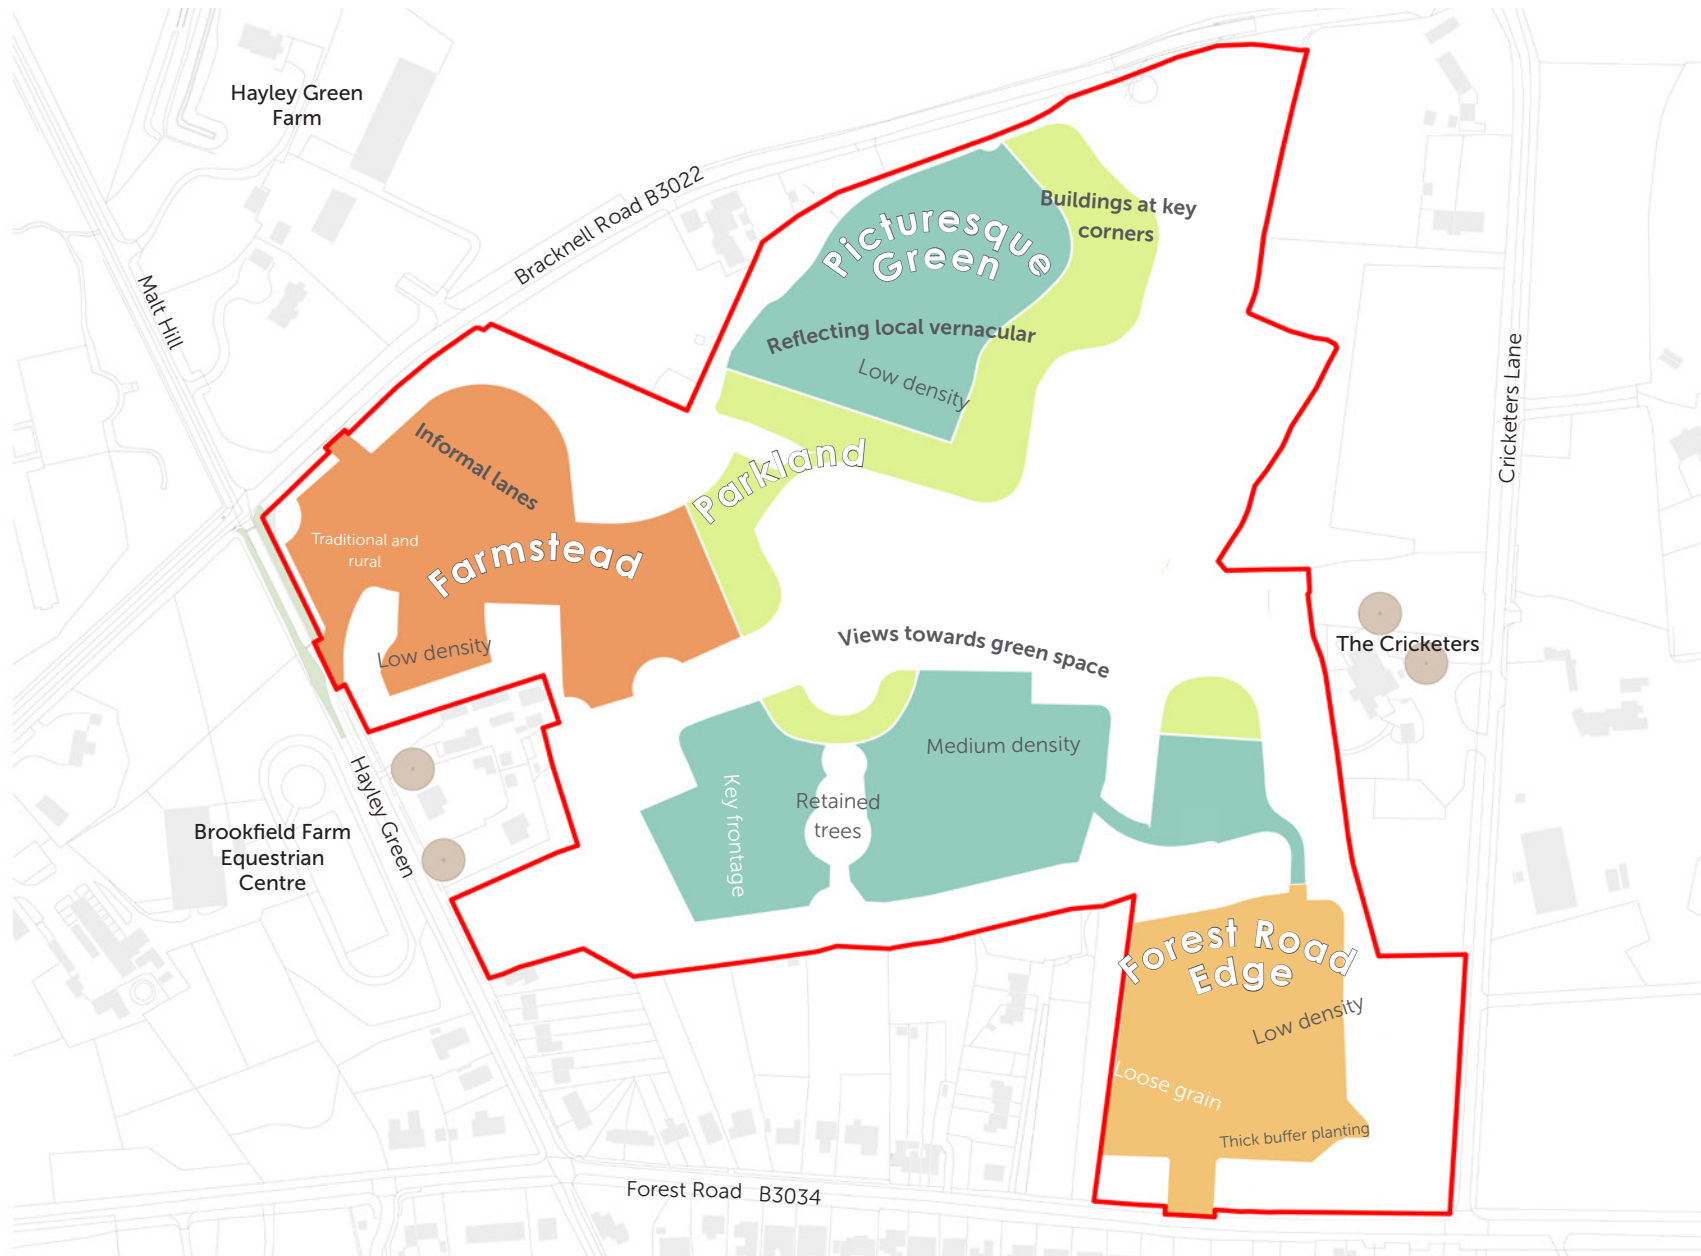 Hayley Green
Farm
Bracknell Road B3022
Malt Hill
Buildings at key
corners
Picturesque
Green
Reflecting local vernacular
Low density
Cricketers Lane
Parkland
Informal lanes
Traditional and
rural
Farmstead
Low density
Views towards green space
The Cricketers
Medium density
Key frontage
Retained
trees
Hayley Green
Brookfield Farm
Equestrian
Centre
Forest Road
Edge
Low density
Loose grain
Thick buffer planting
Forest Road B3034